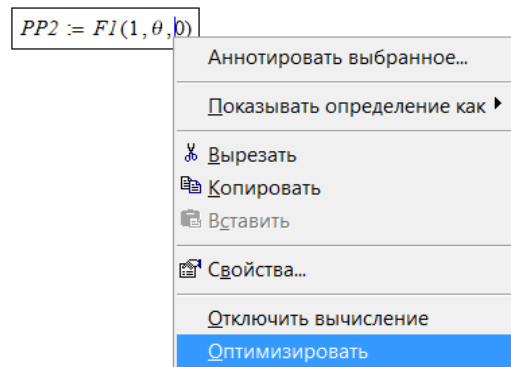 PP2 := F1(1, θ, 0)
Аннотировать выбранное...
Показывать определение как
Вырезать
Копировать
Вставить
Свойства...
Отключить вычисление
Оптимизировать